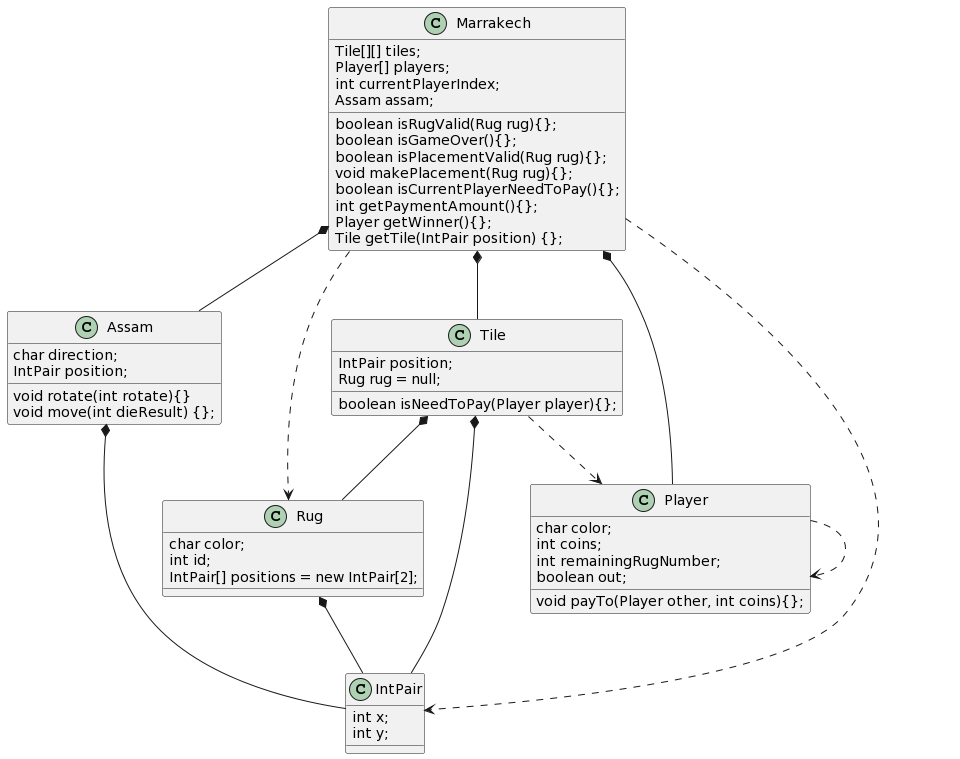 C Marrakech
Tile[][] tiles;
Player[] players;
int currentPlayerIndex;
Assam assam;
boolean isRugValid(Rug rug){};
boolean isGameOver(){};
boolean isPlacementValid(Rug rug){};
void makePlacement(Rug rug){};
boolean isCurrentPlayerNeedToPay(){};
int getPaymentAmount(){};
Player getWinner(){};
Tile getTile(IntPair position) {};
C Assam
char direction;
IntPair position;
void rotate(int rotate){}
void move(int dieResult) {};
C Tile
IntPair position;
Rug rug = null;
boolean isNeedToPay(Player player){};
C Rug
char color;
int id;
IntPair[] positions = new IntPair[2];
C Player
char color;
int coins;
int remainingRugNumber;
boolean out;
void payTo(Player other, int coins){};
C IntPair
int x;
int y;